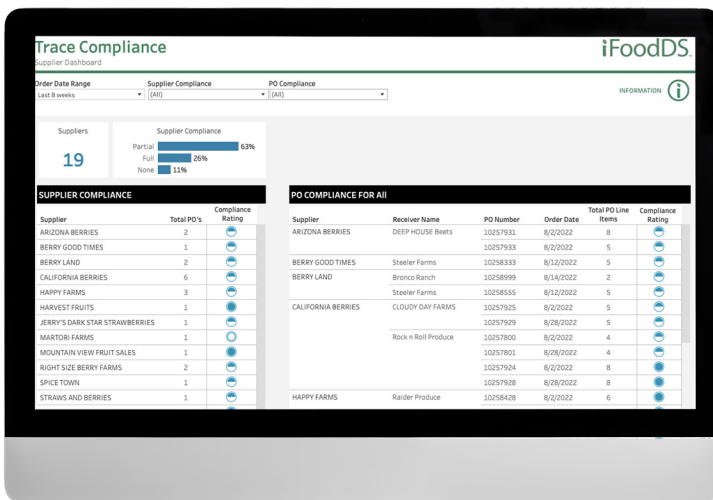 Trace Compliance
Supplier Dashboard
iFoodDS
Order Date Range Supplier Compliance PO Compliance
Last 8 weeks (All) (All)
INFORMATION i
Suppliers
19
Supplier Compliance
Partial 63%
Full 26%
None 11%
SUPPLIER COMPLIANCE
Supplier Total PO's Compliance Rating
ARIZONA BERRIES 2
BERRY GOOD TIMES 1
BERRY LAND 2
CALIFORNIA BERRIES 6
HAPPY FARMS 3
HARVEST FRUITS 1
JERRY'S DARK STAR STRAWBERRIES 1
MARTORI FARMS 1
MOUNTAIN VIEW FRUIT SALES 1
RIGHT SIZE BERRY FARMS 2
SPICE TOWN 1
STRAWS AND BERRIES 1
PO COMPLIANCE FOR All
Supplier Receiver Name PO Number Order Date Total PO Line Items Compliance Rating
ARIZONA BERRIES DEEP HOUSE Beets 10257931 8/2/2022 8
10257933 8/2/2022 5
BERRY GOOD TIMES Steeler Farms 10258333 8/12/2022 5
BERRY LAND Bronco Ranch 10258999 8/14/2022 2
Steeler Farms 10258555 8/12/2022 5
CALIFORNIA BERRIES CLOUDY DAY FARMS 10257925 8/2/2022 5
10257929 8/28/2022 5
Rock n Roll Produce 10257800 8/2/2022 4
10257801 8/28/2022 4
10257924 8/2/2022 8
10257928 8/28/2022 8
HAPPY FARMS Raider Produce 10258428 8/2/2022 6